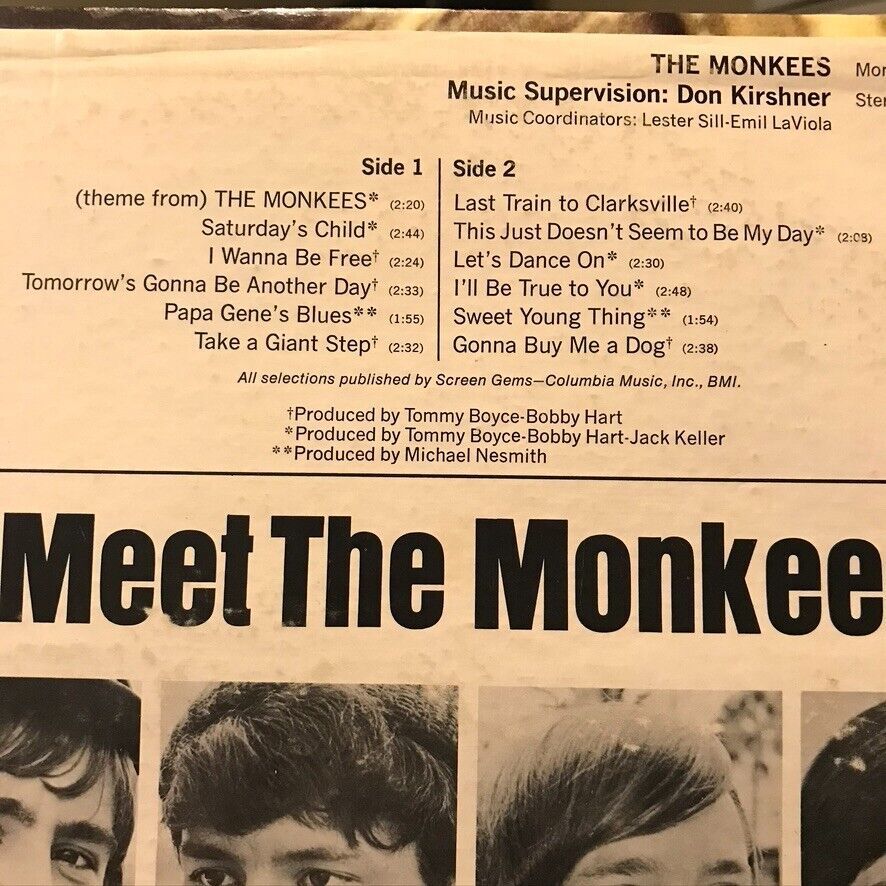 THE MONKEES
Music Supervision: Don Kirshner
Music Coordinators: Lester Sill-Emil LaViola
Mon
Ster
Side 1
(theme from) THE MONKEES* (2:20)
Saturday's Child* (2:44)
I Wanna Be Free† (2:24)
Tomorrow's Gonna Be Another Day† (2:33)
Papa Gene's Blues** (1:55)
Take a Giant Step† (2:32)
Side 2
Last Train to Clarksville† (2:40)
This Just Doesn't Seem to Be My Day* (2:08)
Let's Dance On* (2:30)
I'll Be True to You* (2:48)
Sweet Young Thing** (1:54)
Gonna Buy Me a Dog† (2:38)
All selections published by Screen Gems–Columbia Music, Inc., BMI.
†Produced by Tommy Boyce-Bobby Hart
*Produced by Tommy Boyce-Bobby Hart-Jack Keller
**Produced by Michael Nesmith
Meet The Monkee